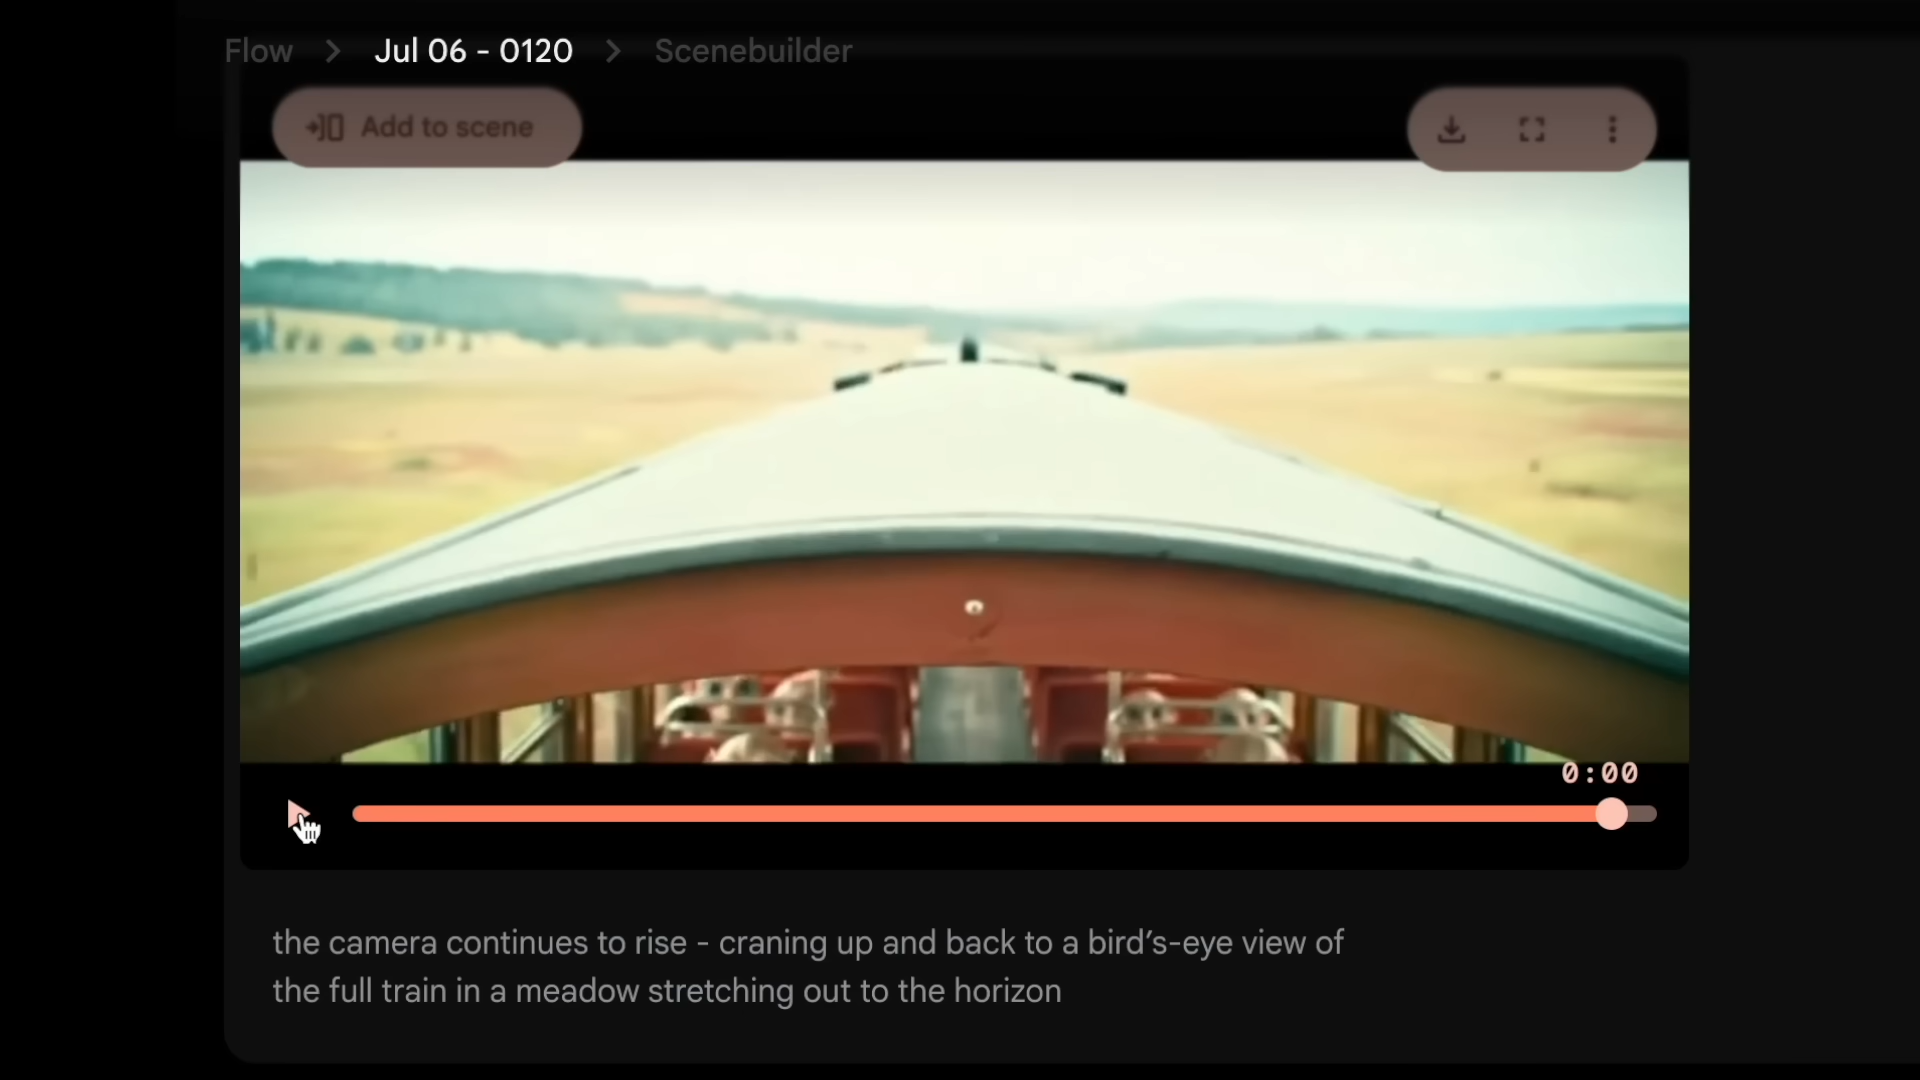 Flow > Jul 06 - 0120 > Scenebuilder
Add to scene
0:00
the camera continues to rise - craning up and back to a bird's-eye view of
the full train in a meadow stretching out to the horizon